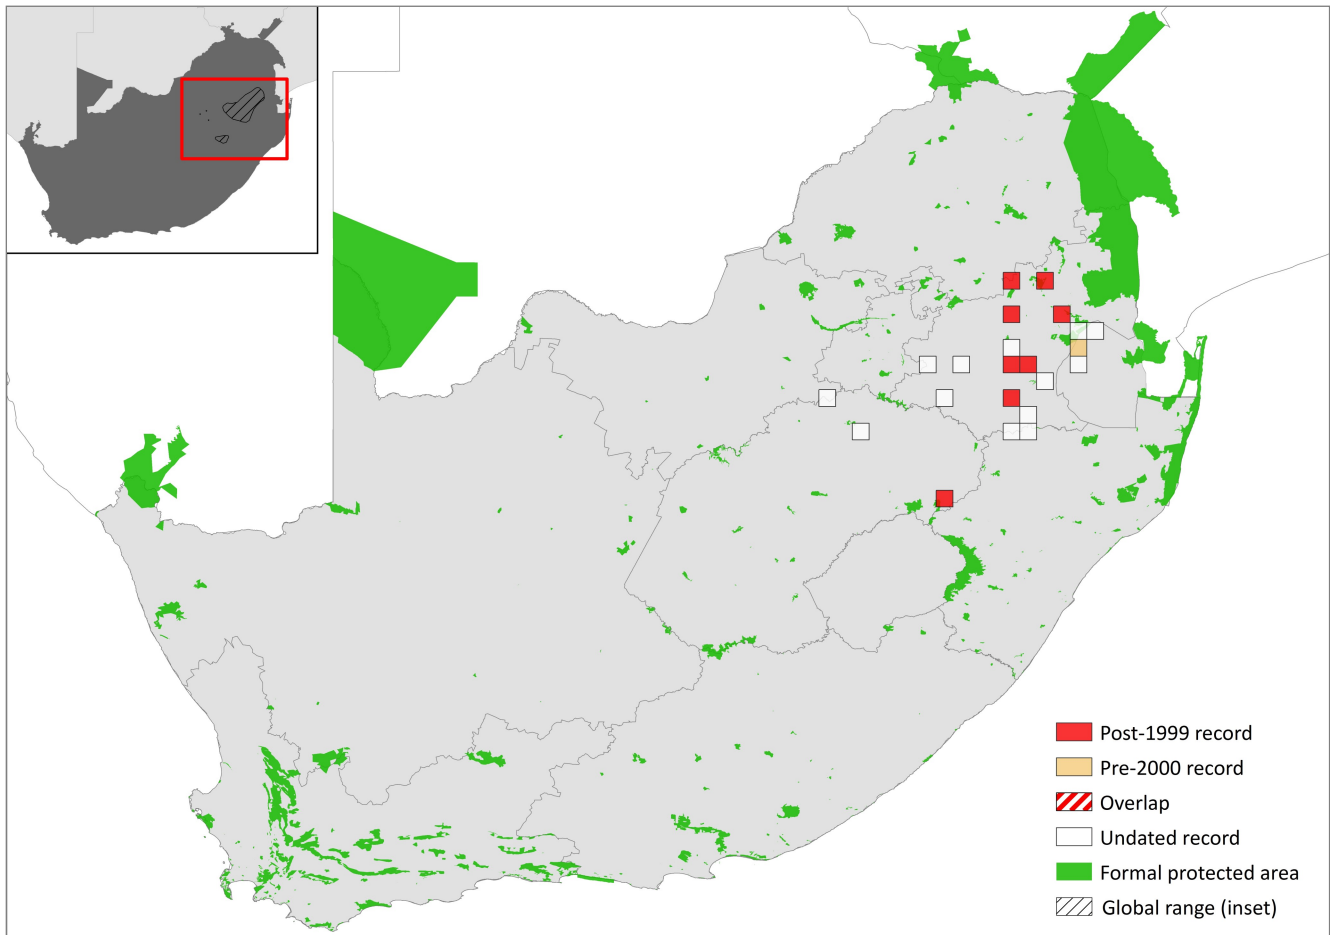 Post-1999 record
Pre-2000 record
Overlap
Undated record
Formal protected area
Global range (inset)